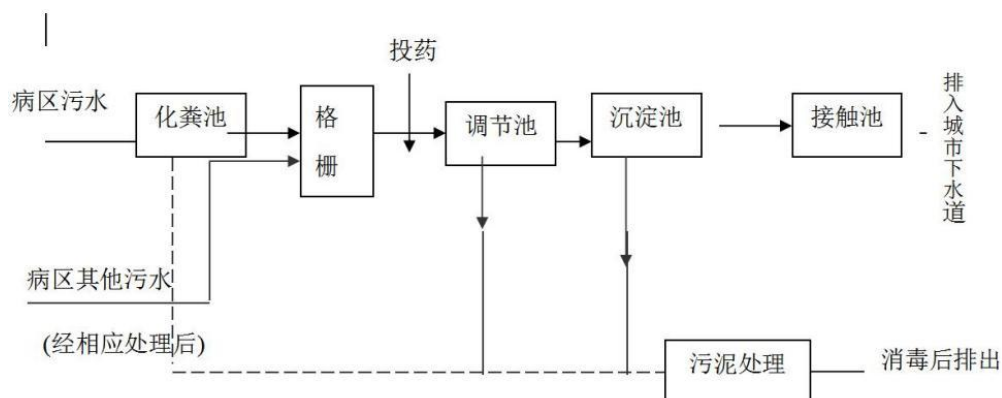 投药
病区污水
化粪池
格栅
调节池
沉淀池
接触池
排入城市下水道
病区其他污水
(经相应处理后)
污泥处理
消毒后排出